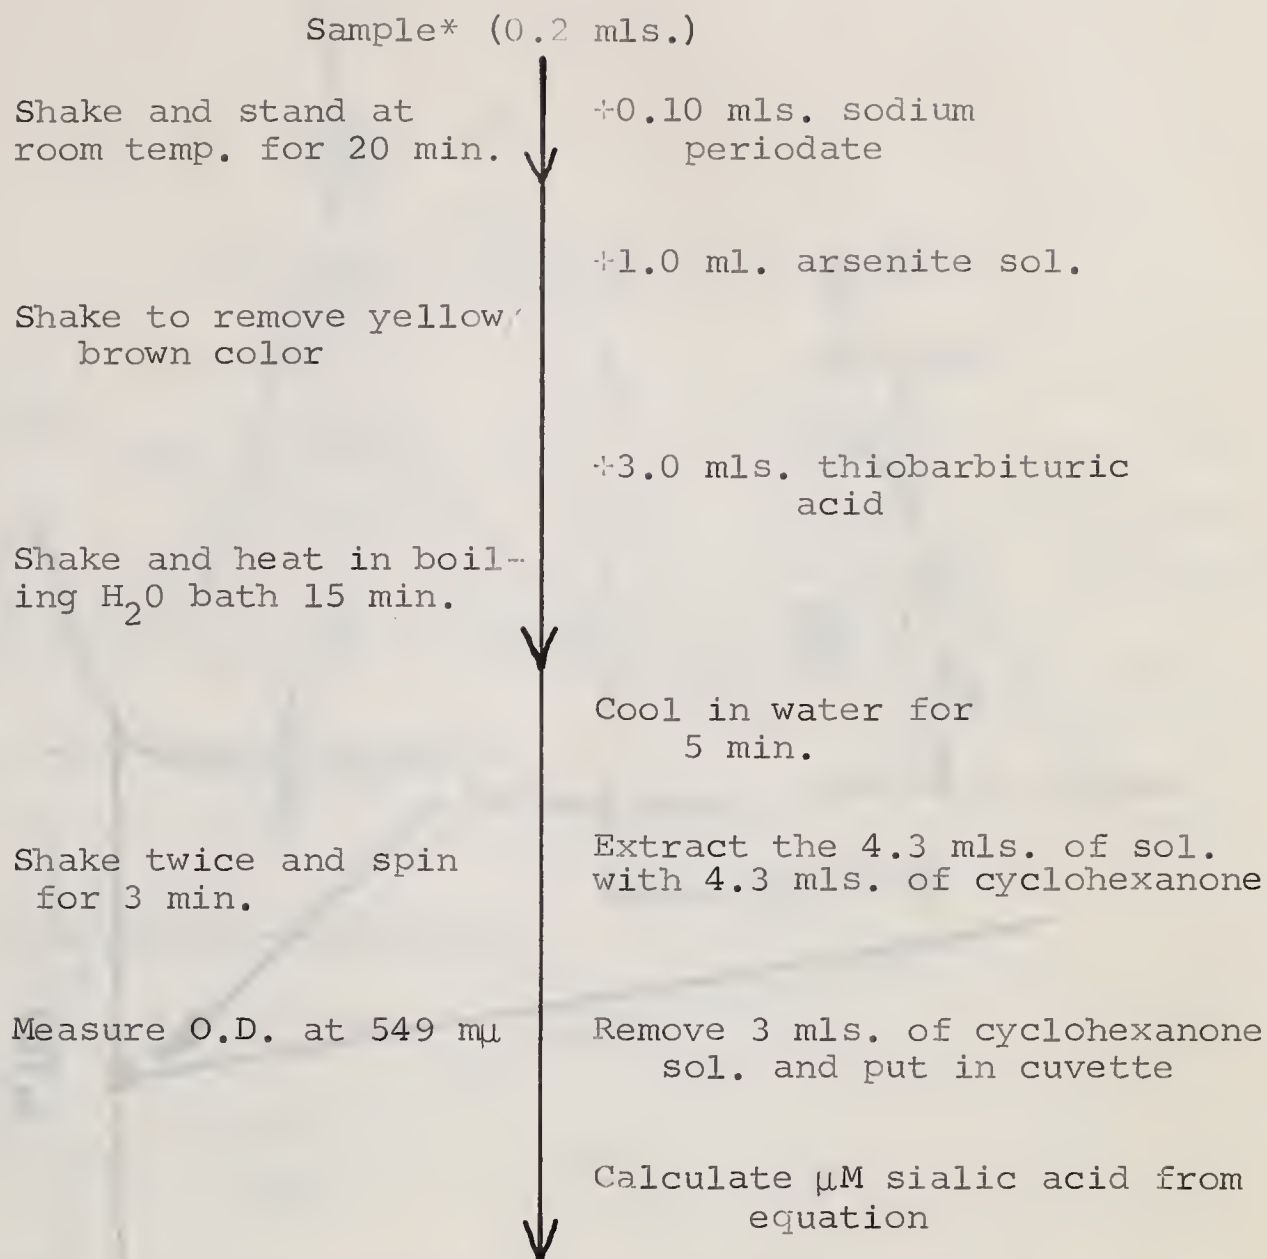 Sample* (0.2 mls.)
Shake and stand at
room temp. for 20 min.
+0.10 mls. sodium
periodate
+1.0 ml. arsenite sol.
Shake to remove yellow
brown color
+3.0 mls. thiobarbituric
acid
Shake and heat in boil-
ing H₂O bath 15 min.
Cool in water for
5 min.
Shake twice and spin
for 3 min.
Extract the 4.3 mls. of sol.
with 4.3 mls. of cyclohexanone
Measure O.D. at 549 mμ
Remove 3 mls. of cyclohexanone
sol. and put in cuvette
Calculate μM sialic acid from
equation